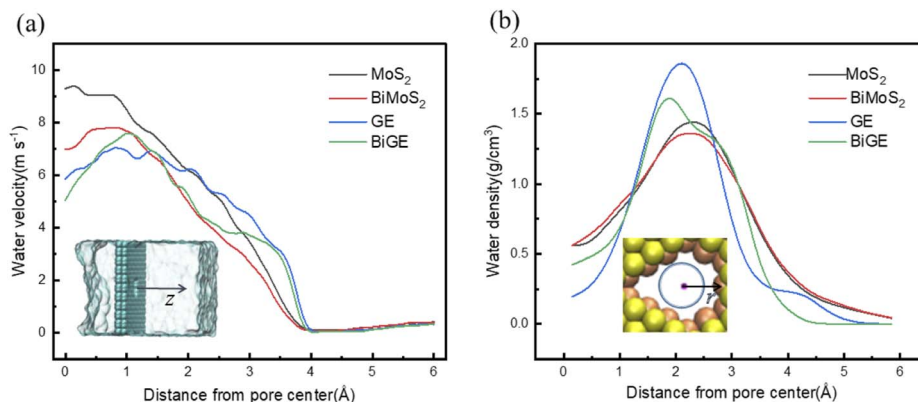 (a)
Water velocity(m s⁻¹)
10
8
6
4
2
0
MoS₂
BiMoS₂
GE
BiGE
z
0 1 2 3 4 5 6
Distance from pore center(Å)
(b)
Water density(g/cm³)
2.0
1.5
1.0
0.5
0.0
MoS₂
BiMoS₂
GE
BiGE
r
0 1 2 3 4 5 6
Distance from pore center(Å)